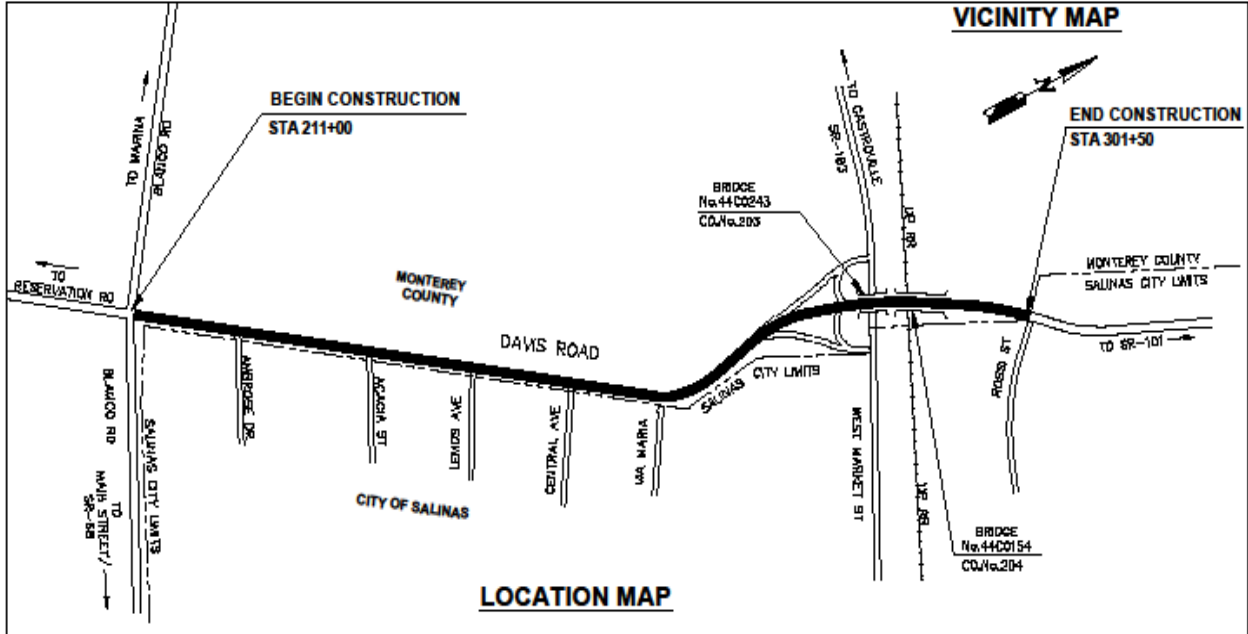 VICINITY MAP
N
BEGIN CONSTRUCTION
STA 211+00
END CONSTRUCTION
STA 301+50
TO MARINA
BLANCO RD
TO CASTROVILLE
SR-183
UP RR
BRIDGE
No.44C0243
CO.No.203
TO
RESERVATION RD
MONTEREY
COUNTY
MONTEREY COUNTY
SALINAS CITY LIMITS
DAVIS ROAD
TO SR-101
ROSSI ST
SALINAS
CITY LIMITS
AMBROSE DR
ACACIA ST
LEMOS AVE
CENTRAL AVE
VIA MARIA
WEST MARKET ST
BLANCO RD
SALINAS CITY LIMITS
CITY OF SALINAS
TO
MAIN STREET/
SR-68
UP RR
BRIDGE
No.44C0154
CO.No.204
LOCATION MAP